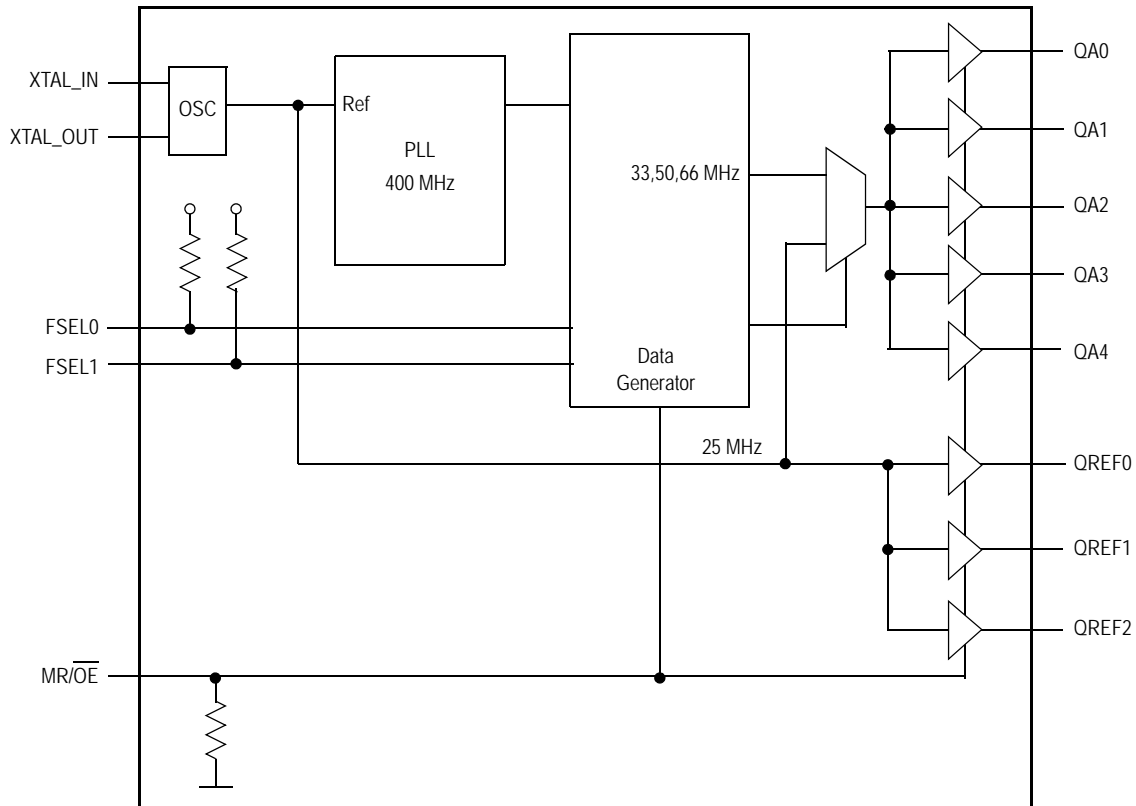 XTAL_IN
XTAL_OUT
OSC
Ref
PLL
400 MHz
FSEL0
FSEL1
33,50,66 MHz
Data
Generator
25 MHz
MR/O̅E̅
QA0
QA1
QA2
QA3
QA4
QREF0
QREF1
QREF2